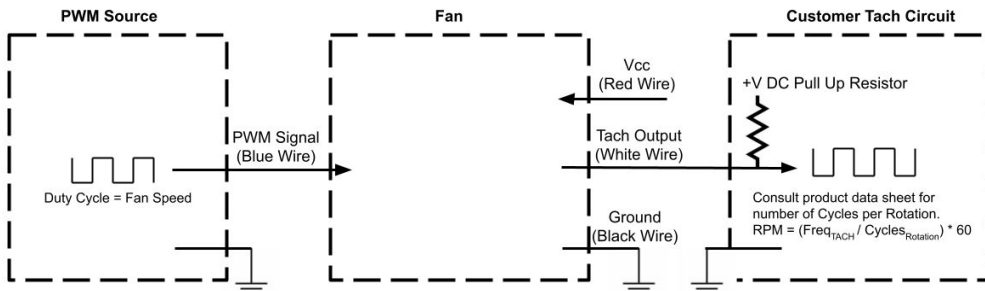 PWM Source
Fan
Customer Tach Circuit
Vcc
(Red Wire)
+V DC Pull Up Resistor
PWM Signal
(Blue Wire)
Tach Output
(White Wire)
Duty Cycle = Fan Speed
Consult product data sheet for
number of Cycles per Rotation.
RPM = (FreqTACH / CyclesRotation) * 60
Ground
(Black Wire)